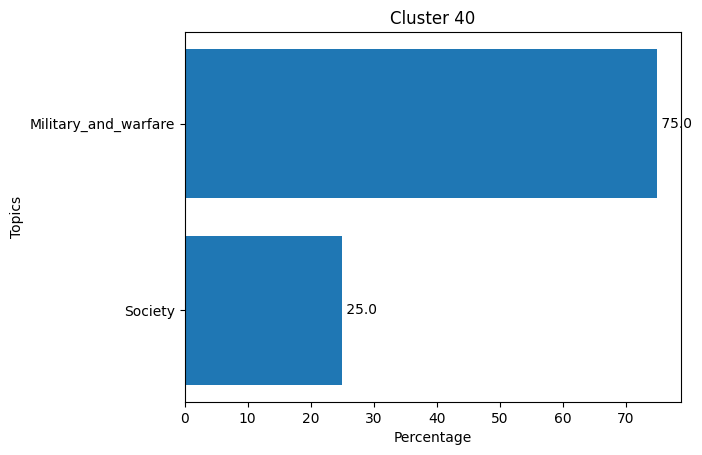 Cluster 40
Topics
Military_and_warfare
75.0
Society
25.0
0 10 20 30 40 50 60 70
Percentage